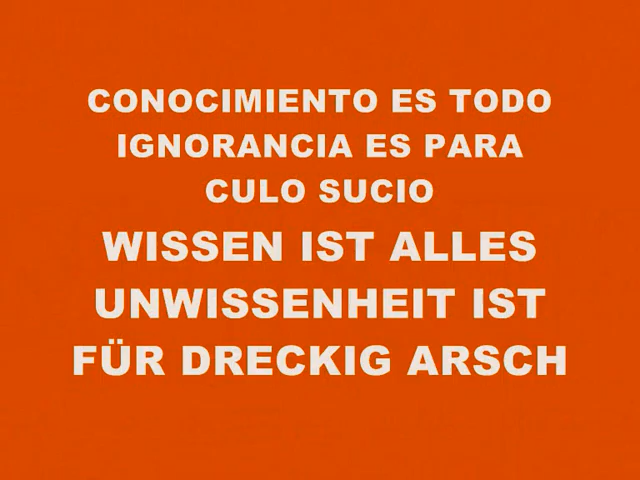 CONOCIMIENTO ES TODO
IGNORANCIA ES PARA
CULO SUCIO
WISSEN IST ALLES
UNWISSENHEIT IST
FÜR DRECKIG ARSCH